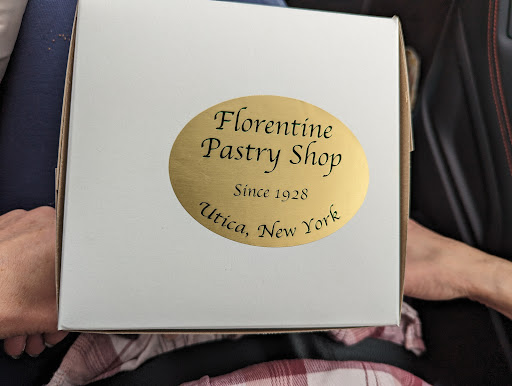 Florentine
Pastry Shop
Since 1928
Utica, New York